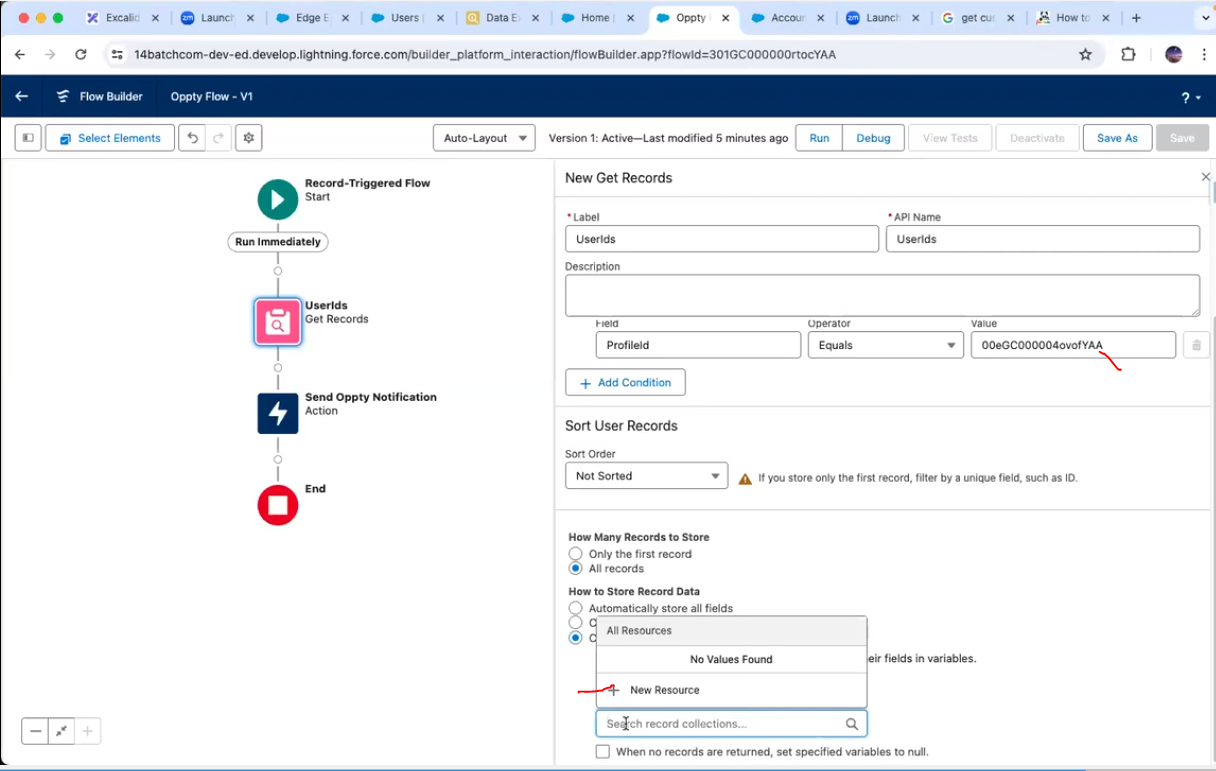 Excalid
Launch
Edge E
Users |
Data Ex
Home |
Oppty
Accou
Launch
get cus
How to
14batchcom-dev-ed.develop.lightning.force.com/builder_platform_interaction/flowBuilder.app?flowId=301GC000000rtocYAA
Flow Builder Oppty Flow - V1 ?
Select Elements Auto-Layout Version 1: Active—Last modified 5 minutes ago Run Debug View Tests Deactivate Save As Save
Record-Triggered Flow
Start
Run Immediately
UserIds
Get Records
Send Oppty Notification
Action
End
New Get Records
*Label *API Name
UserIds UserIds
Description
Field Operator Value
ProfileId Equals 00eGC000004ovofYAA
+ Add Condition
Sort User Records
Sort Order
Not Sorted If you store only the first record, filter by a unique field, such as ID.
How Many Records to Store
Only the first record
All records
How to Store Record Data
Automatically store all fields
C
C
All Resources
No Values Found
eir fields in variables.
+ New Resource
Search record collections...
When no records are returned, set specified variables to null.